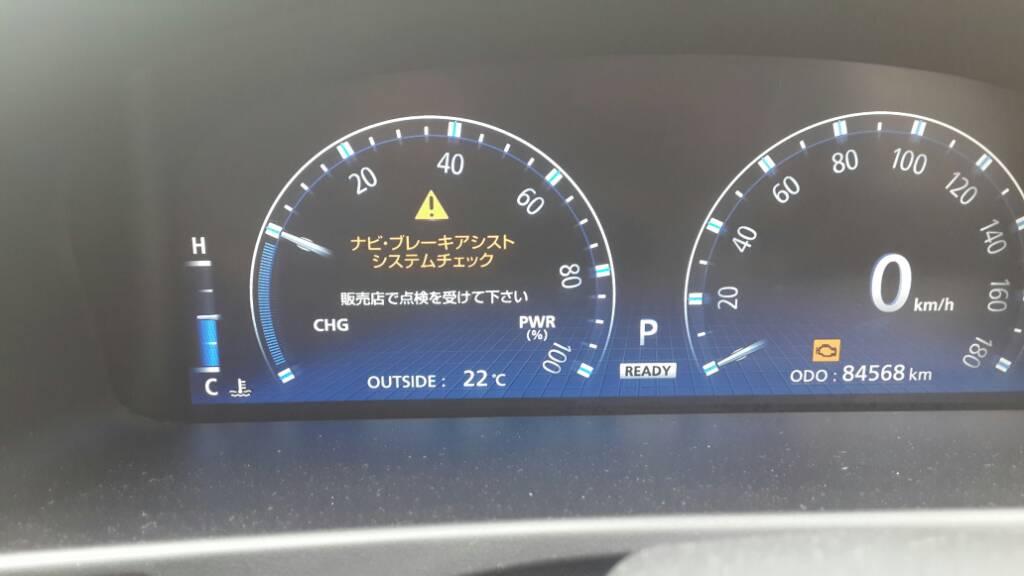 H
C
20
40
60
80
100
ナビ・ブレーキアシスト
システムチェック
販売店で点検を受けて下さい
CHG
PWR
(%)
OUTSIDE : 22℃
P
READY
20
40
60
80
100
120
140
160
180
0 km/h
ODO : 84568 km